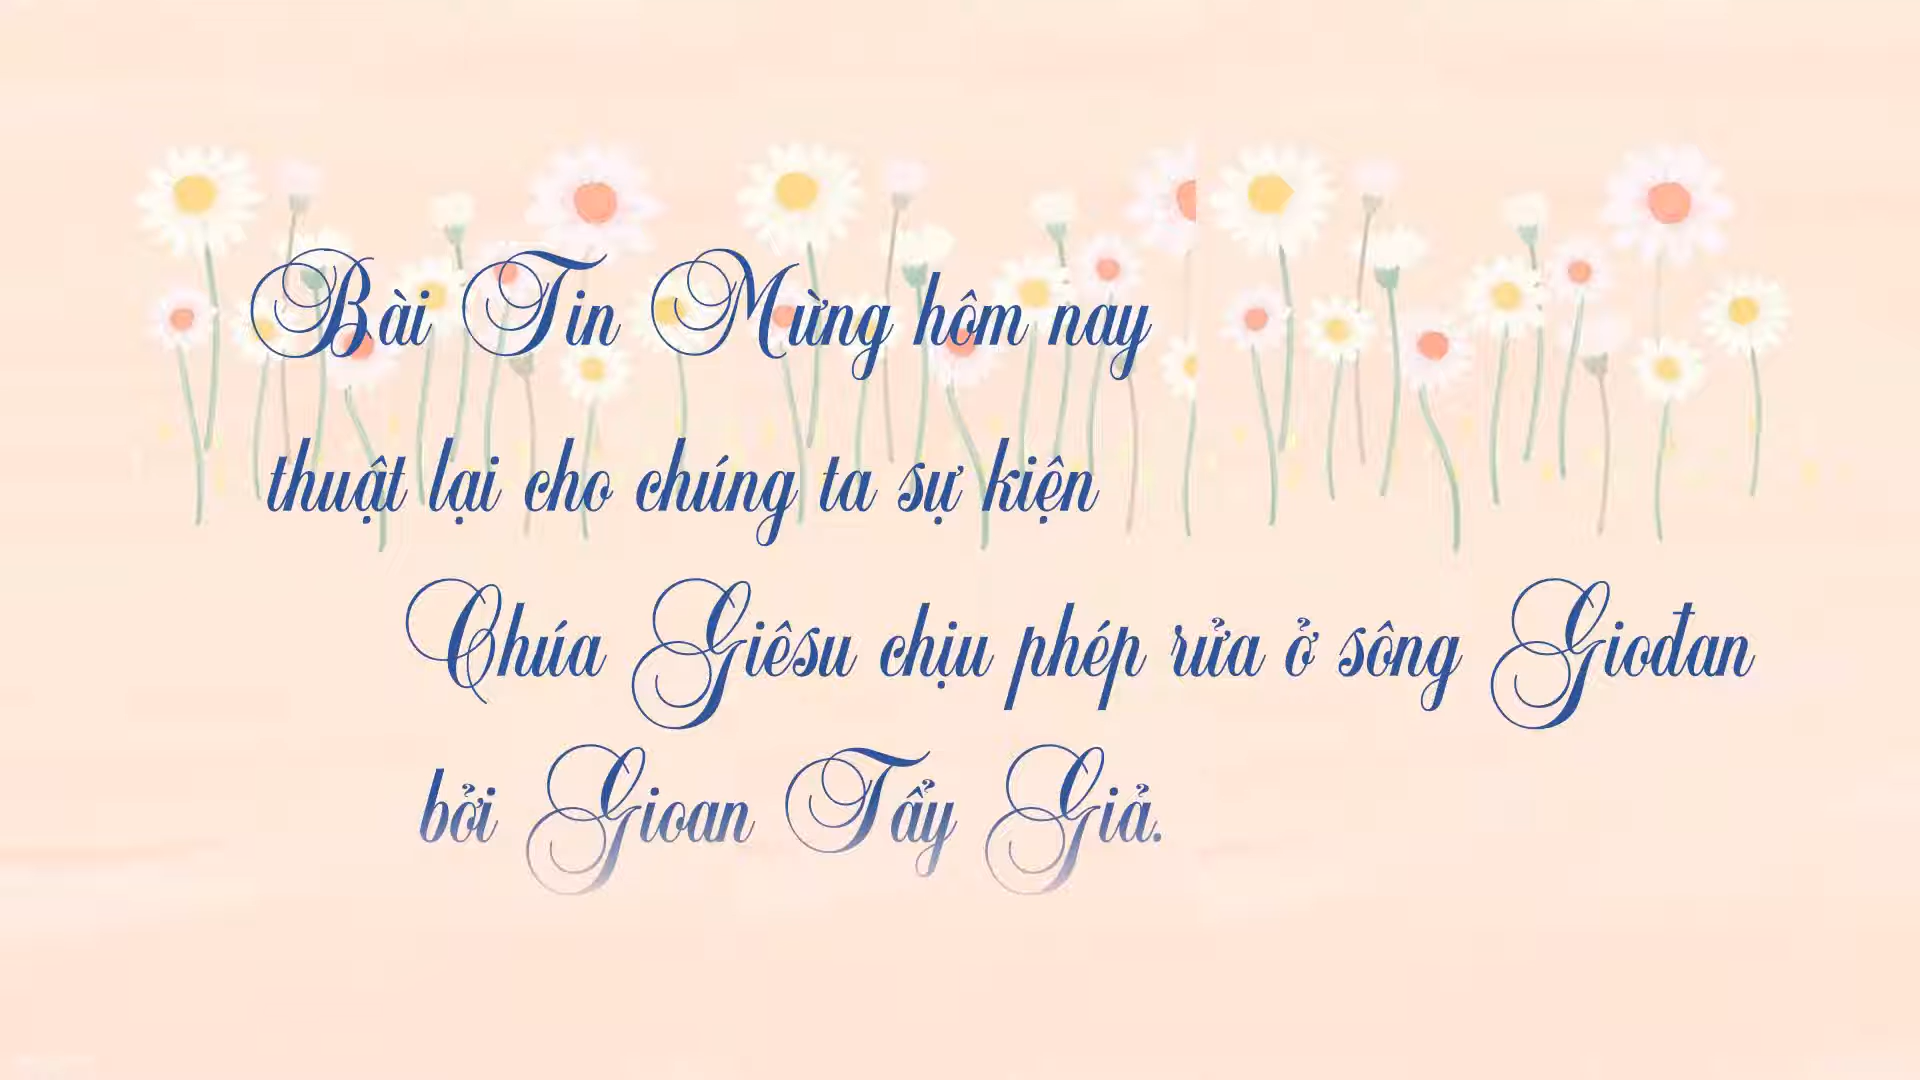 Bài Tin Mừng hôm nay
thuật lại cho chúng ta sự kiện
Chúa Giêsu chịu phép rửa ở sông Giođan
bởi Gioan Tẩy Giả.